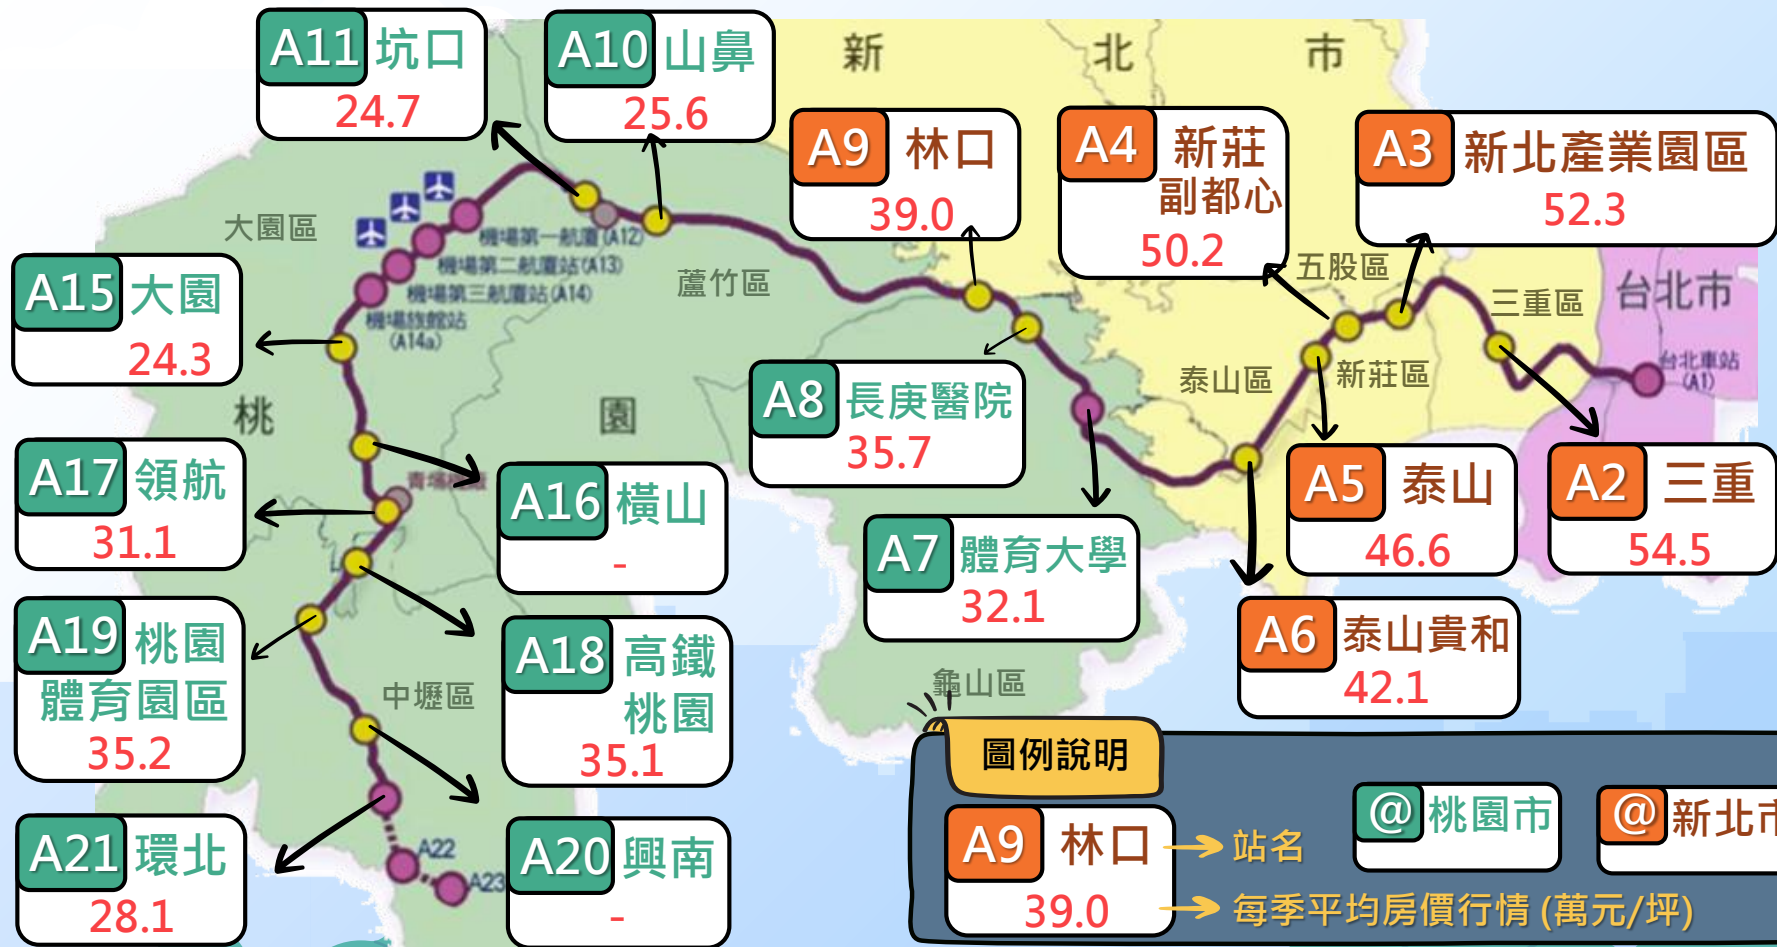 A11 坑口
24.7
A10 山鼻
25.6
新 北 市
A9 林口
39.0
A4 新莊
副都心
50.2
A3 新北產業園區
52.3
大園區
機場第一航廈(A12)
機場第二航廈站(A13)
機場第三航廈站(A14)
機場旅館站
(A14a)
蘆竹區
五股區
三重區
台北市
台北車站
(A1)
泰山區
新莊區
A15 大園
24.3
桃 園
A8 長庚醫院
35.7
A17 領航
31.1
A16 橫山
-
A5 泰山
46.6
A2 三重
54.5
A7 體育大學
32.1
A19 桃園
體育園區
35.2
中壢區
A18 高鐵
桃園
35.1
A6 泰山貴和
42.1
龜山區
A21 環北
28.1
A22
A23
A20 興南
-
圖例說明
A9 林口
39.0
站名
每季平均房價行情 (萬元/坪)
@ 桃園市
@ 新北市